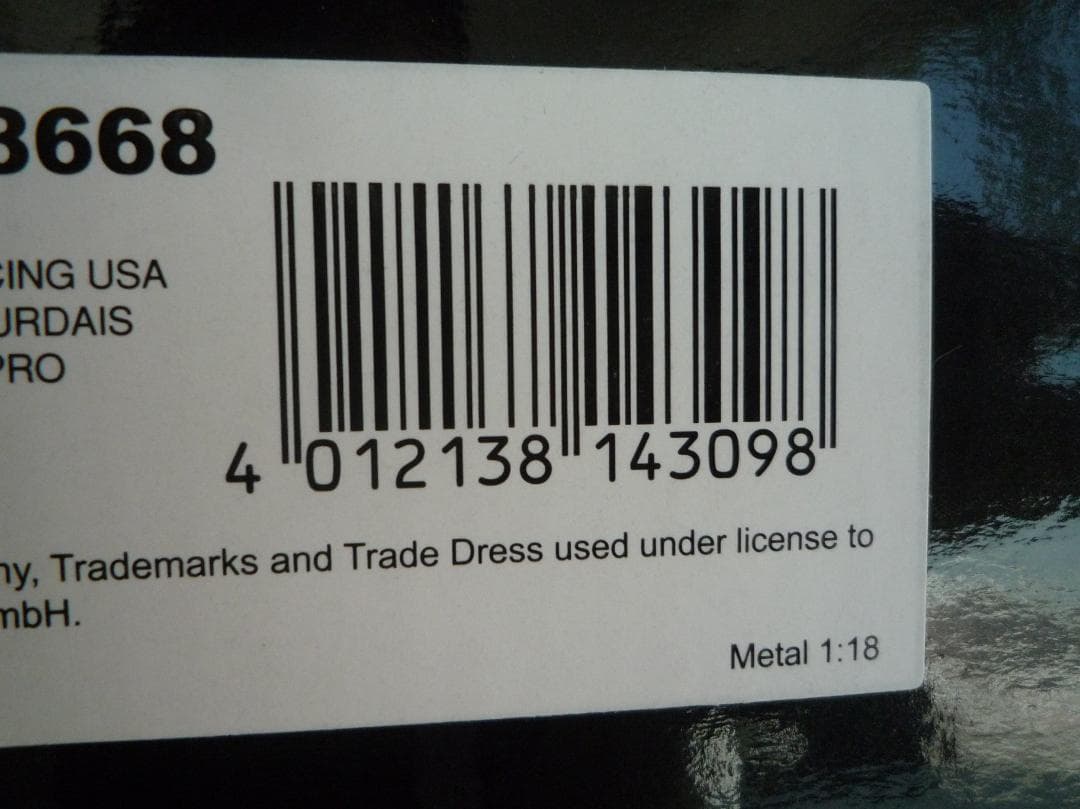 3668
CING USA
URDAIS
PRO
4 012138 143098
ny, Trademarks and Trade Dress used under license to
mbH.
Metal 1:18